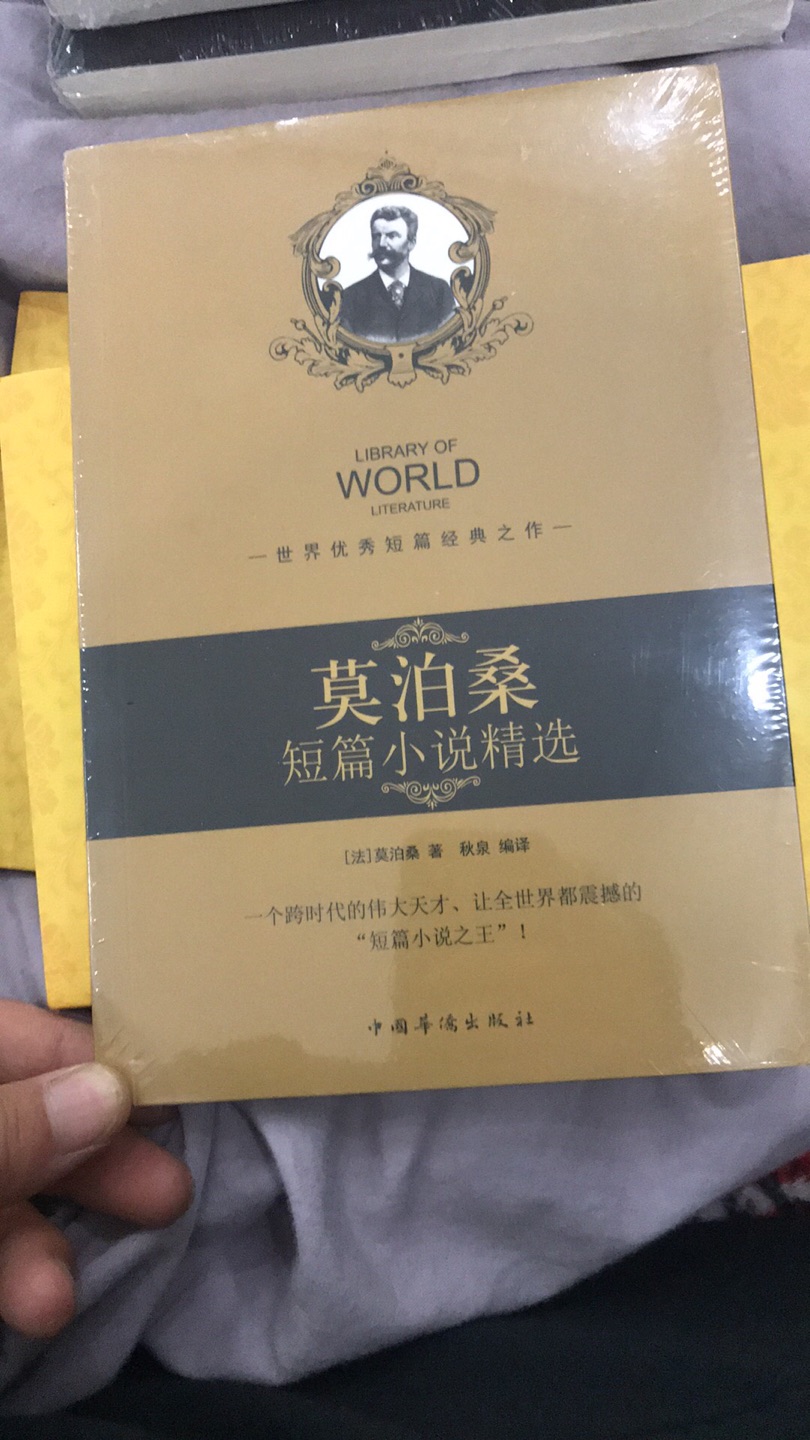 LIBRARY OF
WORLD
LITERATURE
—世界优秀短篇经典之作—
莫泊桑
短篇小说精选
[法]莫泊桑 著 秋泉 编译
一个跨时代的伟大天才、让全世界都震撼的
“短篇小说之王”!
中国华侨出版社